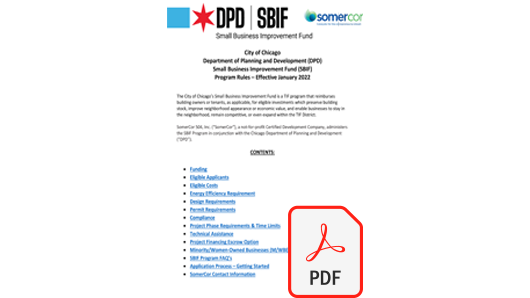 DPD | SBIF
somercor
Small Business Improvement Fund
City of Chicago
Department of Planning and Development (DPD)
Small Business Improvement Fund (SBIF)
Program Rules – Effective January 2022
The City of Chicago's Small Business Improvement Fund is a TIF program that reimburses
building owners or tenants, as applicable, for eligible investments which preserve building
stock, improve neighborhood appearance or economic value, and enable businesses to stay in
the neighborhood, remain competitive, or even expand within the TIF District.
SomerCor 504, Inc. ("SomerCor"), a not-for-profit Certified Development Company, administers
the SBIF Program in conjunction with the Chicago Department of Planning and Development
("DPD").
CONTENTS:
Funding
Eligible Applicants
Eligible Costs
Energy Efficiency Requirement
Design Requirements
Permit Requirements
Compliance
Project Phase Requirements & Time Limits
Technical Assistance
Project Financing Escrow Option
Minority/Women-Owned Businesses (M/WBE
SBIF Program FAQ's
Application Process – Getting Started
SomerCor Contact Information
PDF